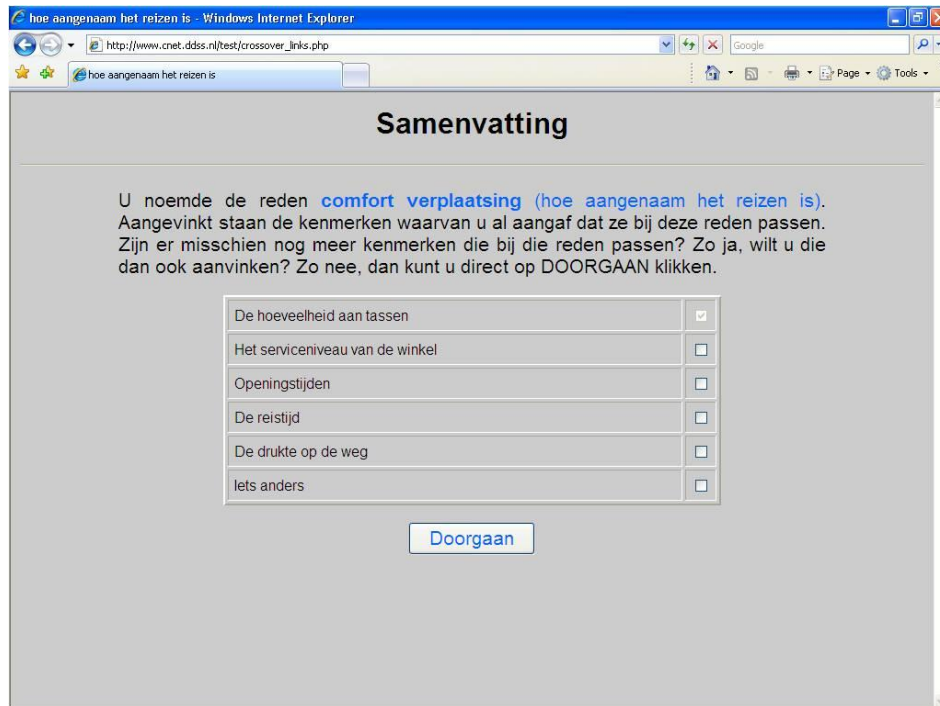 hoe aangenaam het reizen is - Windows Internet Explorer
http://www.cnet.ddss.nl/test/crossover_links.php
Google
hoe aangenaam het reizen is
Page
Tools
Samenvatting
U noemde de reden comfort verplaatsing (hoe aangenaam het reizen is).
Aangevinkt staan de kenmerken waarvan u al aangaf dat ze bij deze reden passen.
Zijn er misschien nog meer kenmerken die bij die reden passen? Zo ja, wilt u die
dan ook aanvinken? Zo nee, dan kunt u direct op DOORGAAN klikken.
De hoeveelheid aan tassen
Het serviceniveau van de winkel
Openingstijden
De reistijd
De drukte op de weg
Iets anders
Doorgaan